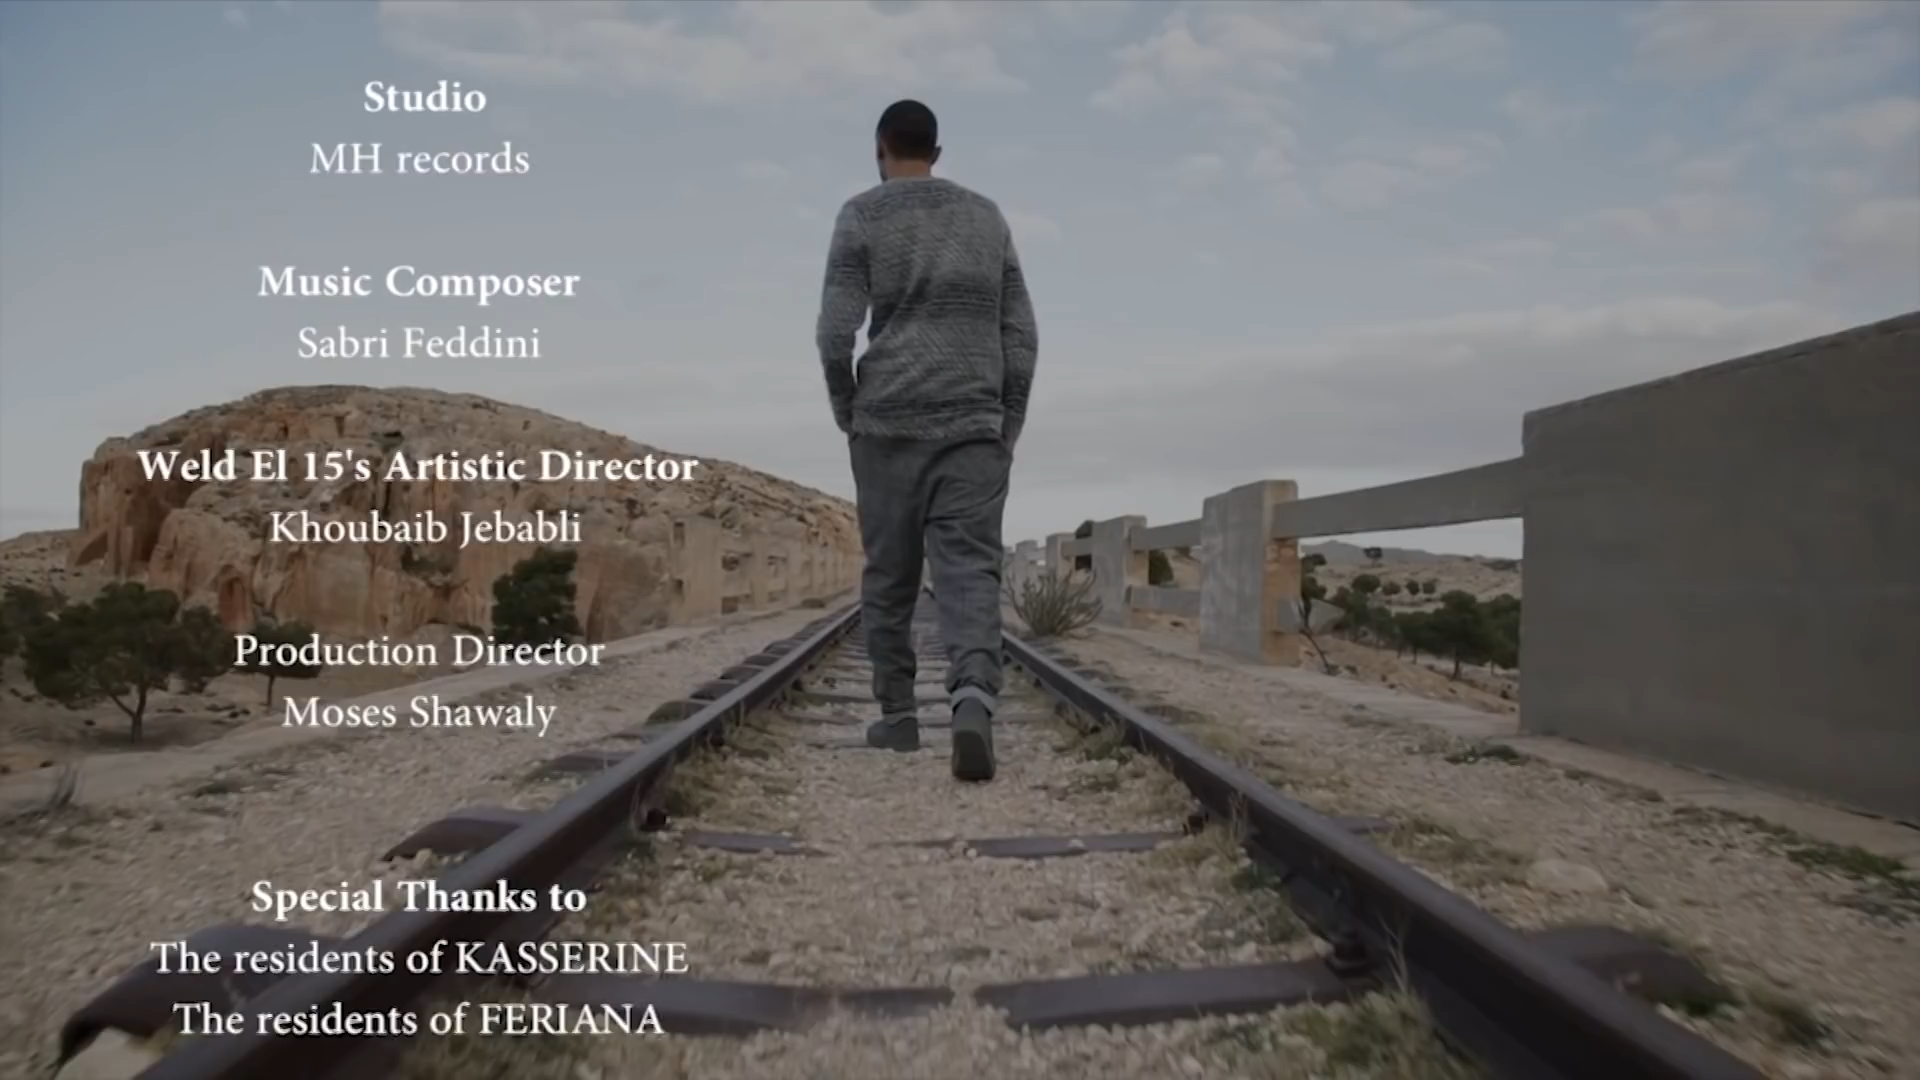 Studio
MH records
Music Composer
Sabri Feddini
Weld El 15's Artistic Director
Khoubaib Jebabli
Production Director
Moses Shawaly
Special Thanks to
The residents of KASSERINE
The residents of FERIANA